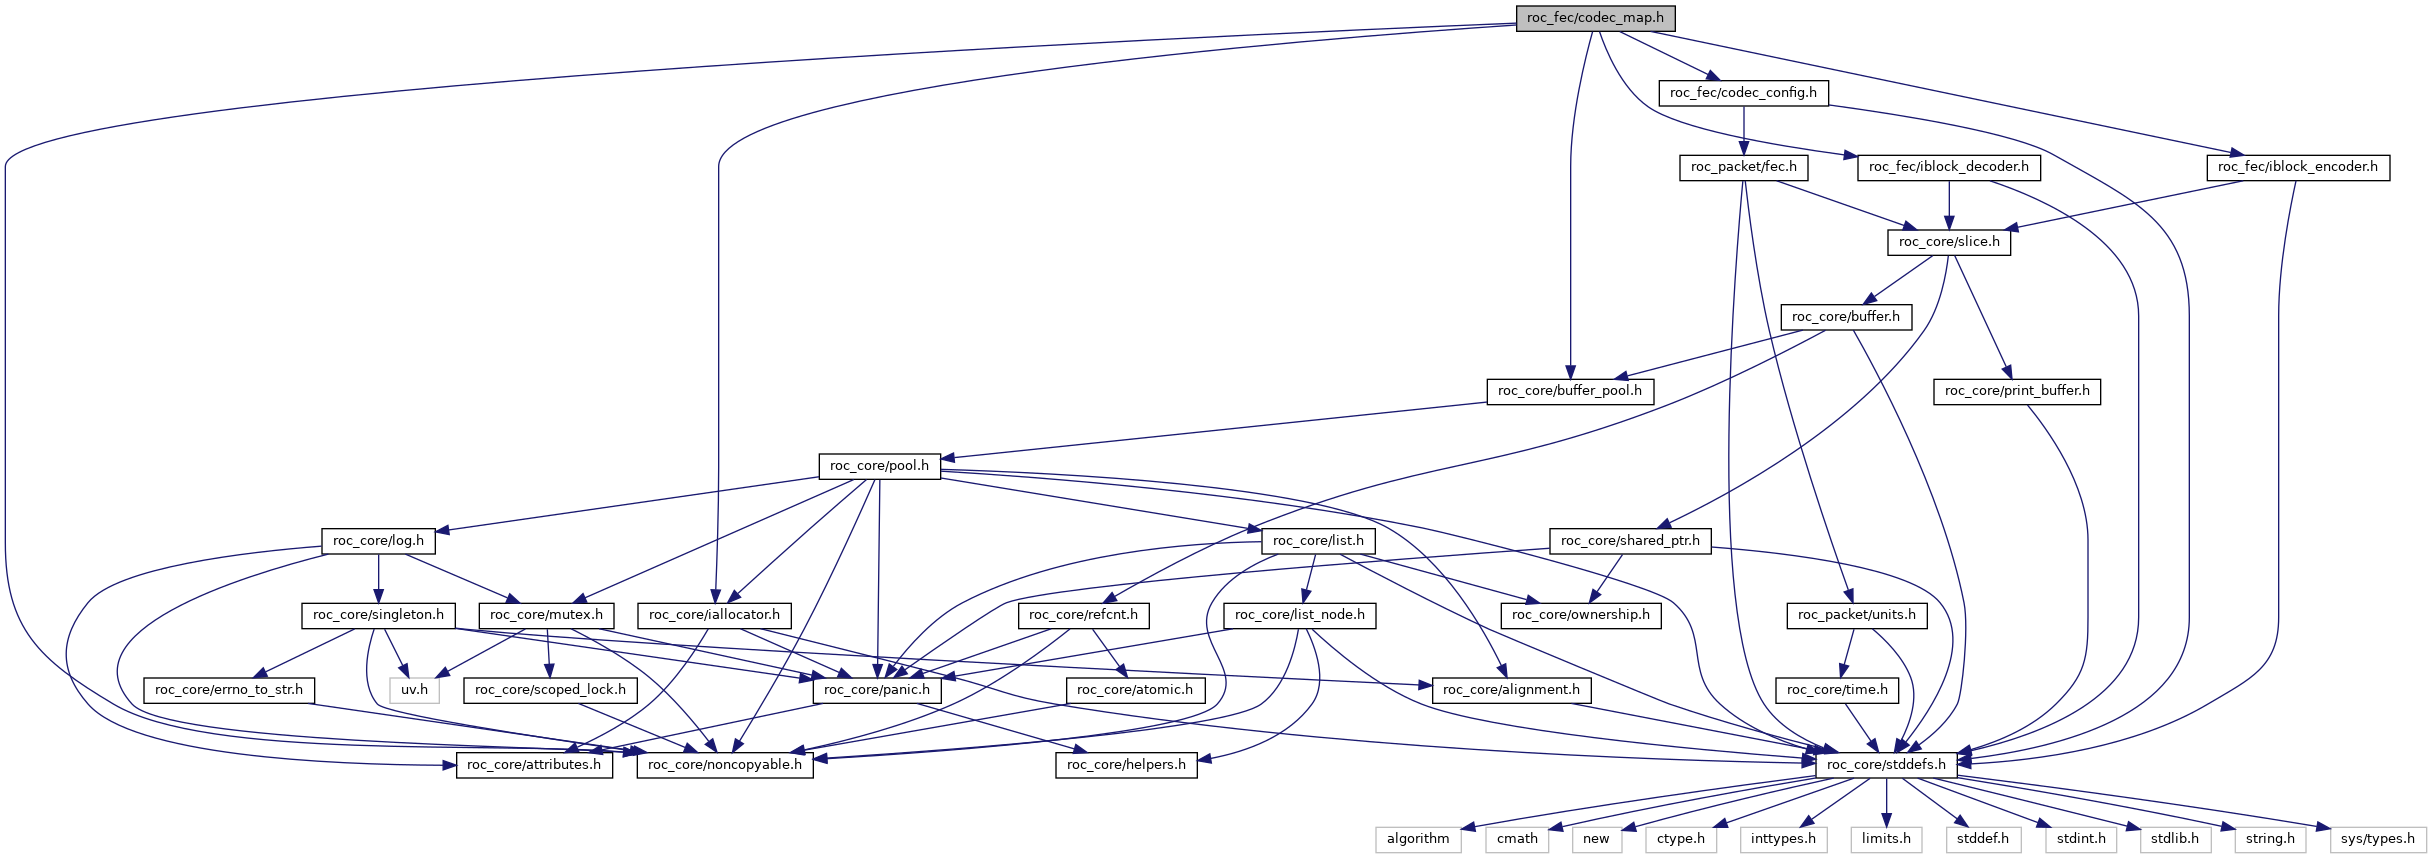 roc_fec/codec_map.h
roc_fec/codec_config.h
roc_packet/fec.h
roc_fec/iblock_decoder.h
roc_fec/iblock_encoder.h
roc_core/slice.h
roc_core/buffer.h
roc_core/buffer_pool.h
roc_core/print_buffer.h
roc_core/pool.h
roc_core/log.h
roc_core/list.h
roc_core/shared_ptr.h
roc_core/singleton.h
roc_core/mutex.h
roc_core/iallocator.h
roc_core/refcnt.h
roc_core/list_node.h
roc_core/ownership.h
roc_packet/units.h
roc_core/errno_to_str.h
uv.h
roc_core/scoped_lock.h
roc_core/panic.h
roc_core/atomic.h
roc_core/alignment.h
roc_core/time.h
roc_core/attributes.h
roc_core/noncopyable.h
roc_core/helpers.h
roc_core/stddefs.h
algorithm
cmath
new
ctype.h
inttypes.h
limits.h
stddef.h
stdint.h
stdlib.h
string.h
sys/types.h